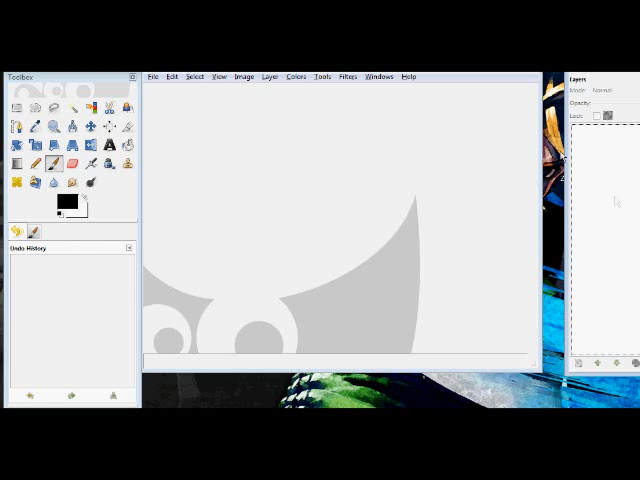 Toolbox
File Edit Select View Image Layer Colors Tools Filters Windows Help
Undo History
Layers
Mode: Normal
Opacity:
Lock: